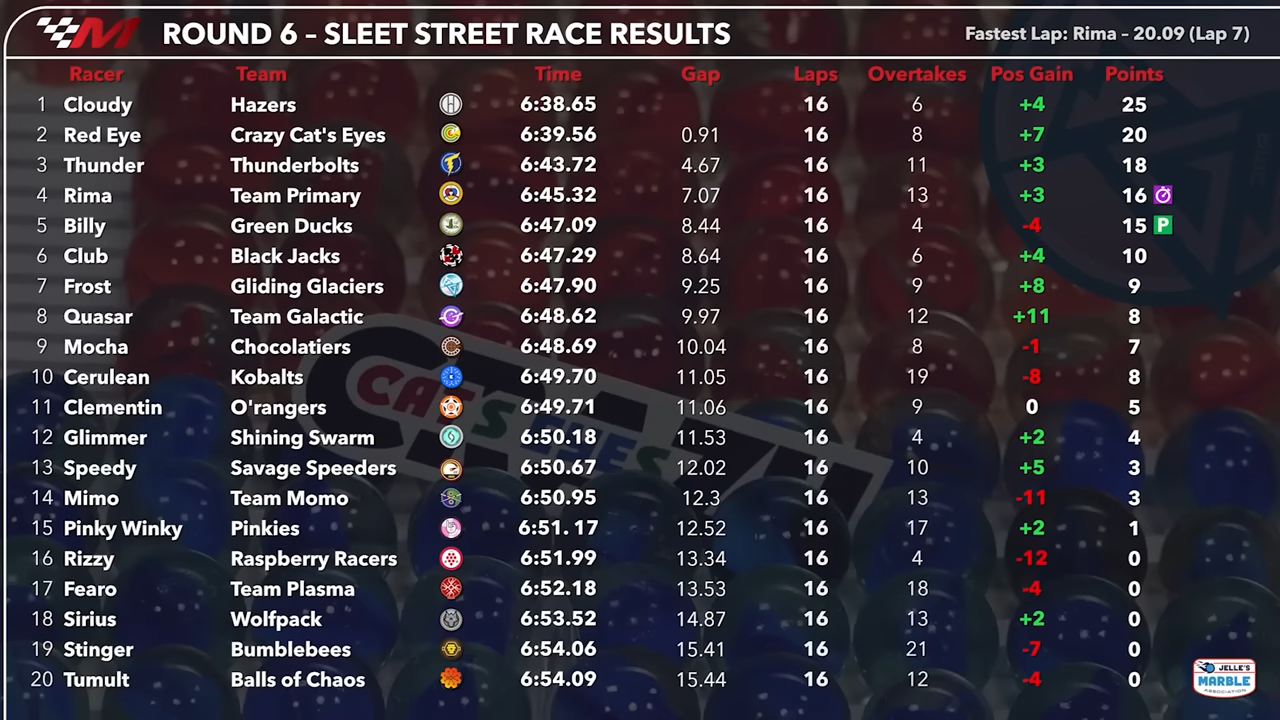 M ROUND 6 – SLEET STREET RACE RESULTS Fastest Lap: Rima – 20.09 (Lap 7)
Racer Team Time Gap Laps Overtakes Pos Gain Points
1 Cloudy Hazers 6:38.65 16 6 +4 25
2 Red Eye Crazy Cat's Eyes 6:39.56 0.91 16 8 +7 20
3 Thunder Thunderbolts 6:43.72 4.67 16 11 +3 18
4 Rima Team Primary 6:45.32 7.07 16 13 +3 16
5 Billy Green Ducks 6:47.09 8.44 16 4 -4 15 P
6 Club Black Jacks 6:47.29 8.64 16 6 +4 10
7 Frost Gliding Glaciers 6:47.90 9.25 16 9 +8 9
8 Quasar Team Galactic 6:48.62 9.97 16 12 +11 8
9 Mocha Chocolatiers 6:48.69 10.04 16 8 -1 7
10 Cerulean Kobalts 6:49.70 11.05 16 19 -8 8
11 Clementin O'rangers 6:49.71 11.06 16 9 0 5
12 Glimmer Shining Swarm 6:50.18 11.53 16 4 +2 4
13 Speedy Savage Speeders 6:50.67 12.02 16 10 +5 3
14 Mimo Team Momo 6:50.95 12.3 16 13 -11 3
15 Pinky Winky Pinkies 6:51.17 12.52 16 17 +2 1
16 Rizzy Raspberry Racers 6:51.99 13.34 16 4 -12 0
17 Fearo Team Plasma 6:52.18 13.53 16 18 -4 0
18 Sirius Wolfpack 6:53.52 14.87 16 13 +2 0
19 Stinger Bumblebees 6:54.06 15.41 16 21 -7 0
20 Tumult Balls of Chaos 6:54.09 15.44 16 12 -4 0
CATS EYES
JELLE'S
MARBLE
ASSOCIATION